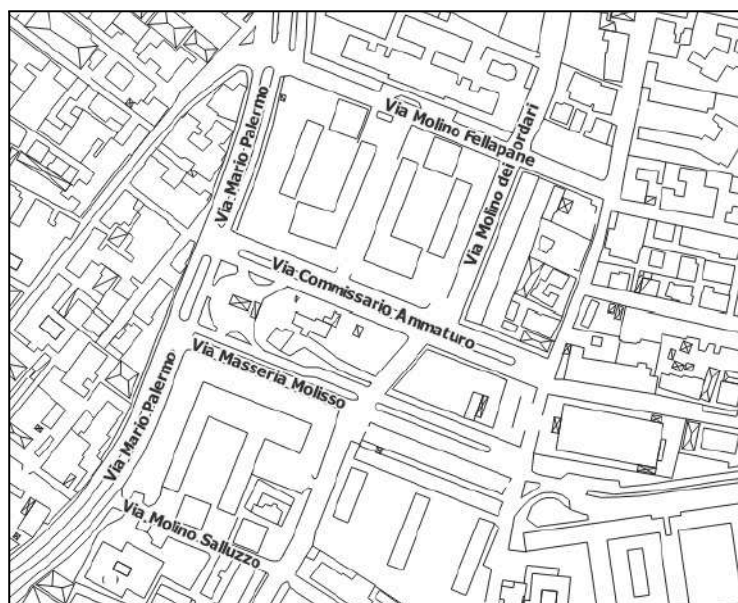 Via Mario Palermo
Via Molino Fellapane
Via Molino dei Cordari
Via Commissario Ammaturo
Via Masseria Molisso
Via Mario Palermo
Via Molino Salluzzo